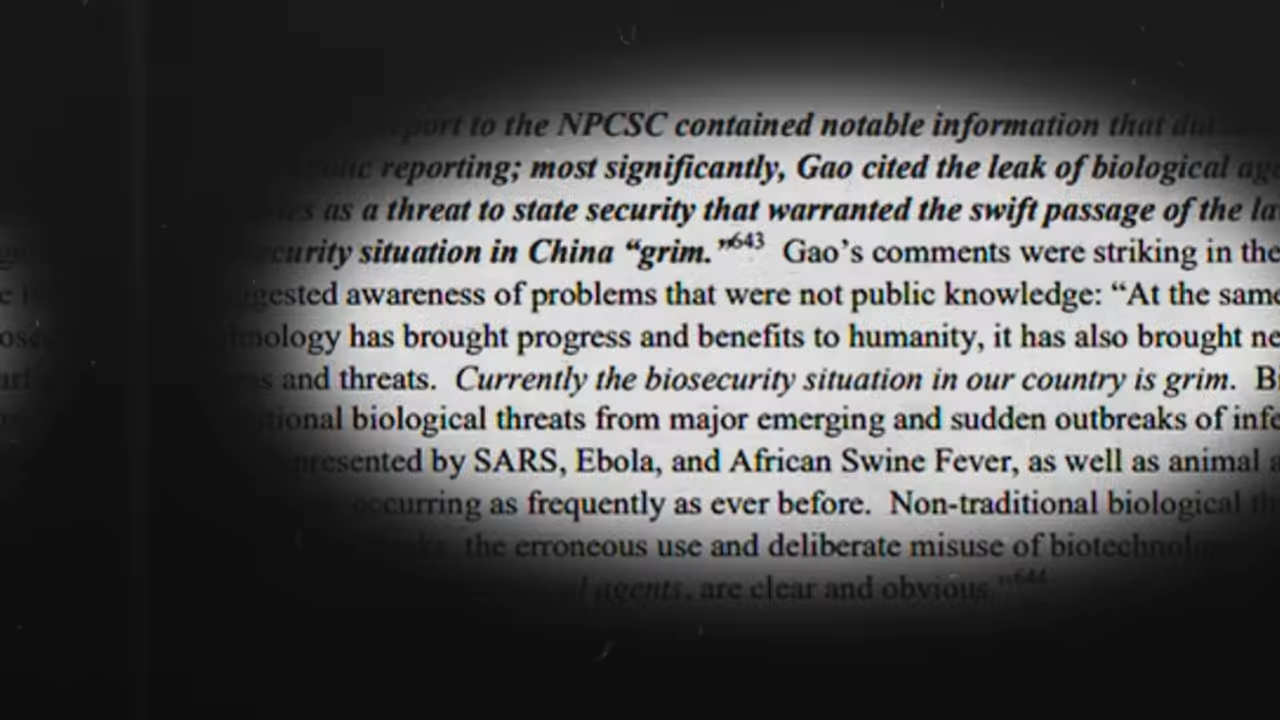 report to the NPCSC contained notable information that did
reporting; most significantly, Gao cited the leak of biological
as a threat to state security that warranted the swift passage of the
security situation in China “grim.”643 Gao’s comments were striking in the
awareness of problems that were not public knowledge: “At the same
has brought progress and benefits to humanity, it has also brought
and threats. Currently the biosecurity situation in our country is grim.
biological threats from major emerging and sudden outbreaks of
by SARS, Ebola, and African Swine Fever, as well as animal
occurring as frequently as ever before. Non-traditional biological
the erroneous use and deliberate misuse of
agents, are clear and obvious.”644